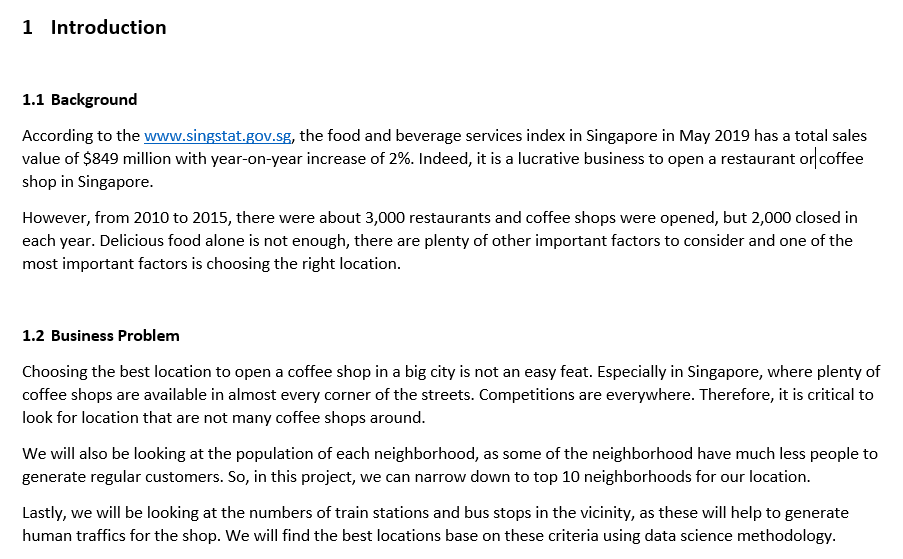 1 Introduction
1.1 Background
According to the www.singstat.gov.sg, the food and beverage services index in Singapore in May 2019 has a total sales
value of $849 million with year-on-year increase of 2%. Indeed, it is a lucrative business to open a restaurant or coffee
shop in Singapore.
However, from 2010 to 2015, there were about 3,000 restaurants and coffee shops were opened, but 2,000 closed in
each year. Delicious food alone is not enough, there are plenty of other important factors to consider and one of the
most important factors is choosing the right location.
1.2 Business Problem
Choosing the best location to open a coffee shop in a big city is not an easy feat. Especially in Singapore, where plenty of
coffee shops are available in almost every corner of the streets. Competitions are everywhere. Therefore, it is critical to
look for location that are not many coffee shops around.
We will also be looking at the population of each neighborhood, as some of the neighborhood have much less people to
generate regular customers. So, in this project, we can narrow down to top 10 neighborhoods for our location.
Lastly, we will be looking at the numbers of train stations and bus stops in the vicinity, as these will help to generate
human traffics for the shop. We will find the best locations base on these criteria using data science methodology.